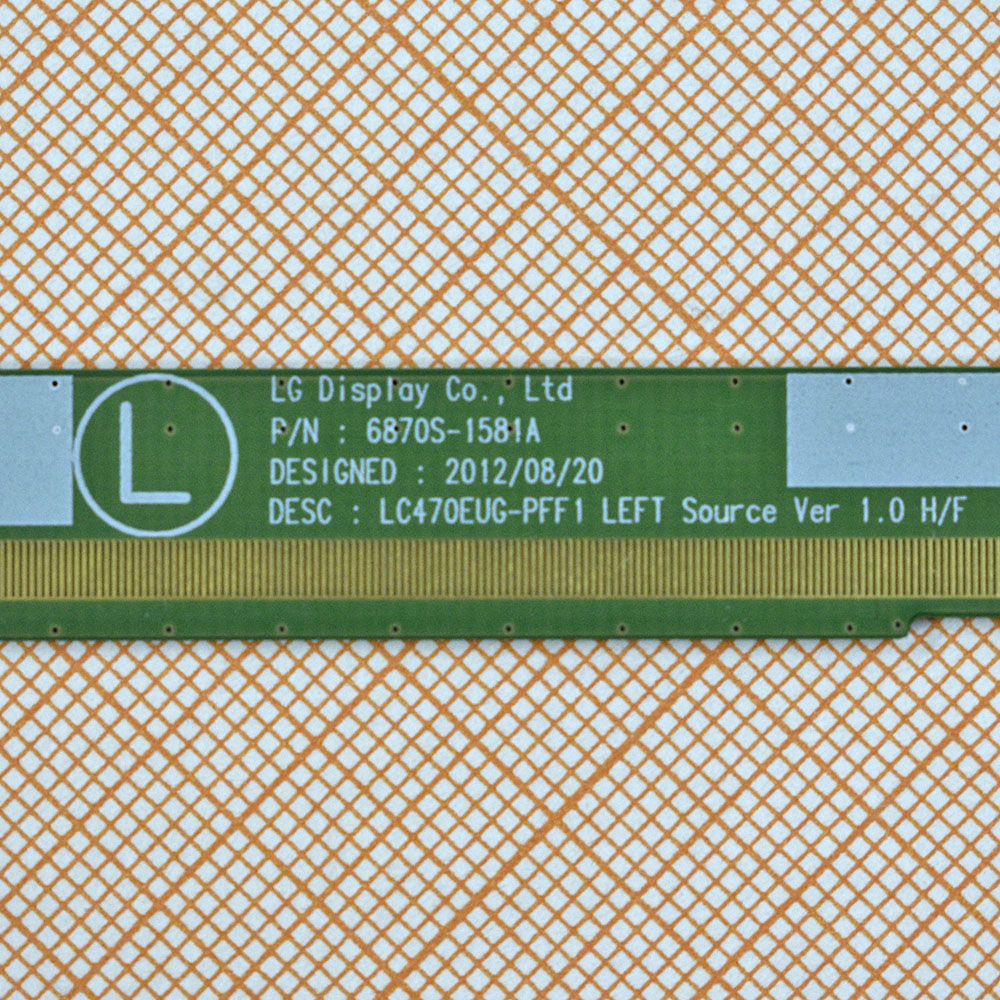 L
LG Display Co., Ltd
P/N : 6870S-1581A
DESIGNED : 2012/08/20
DESC : LC470EUG-PFF1 LEFT Source Ver 1.0 H/F